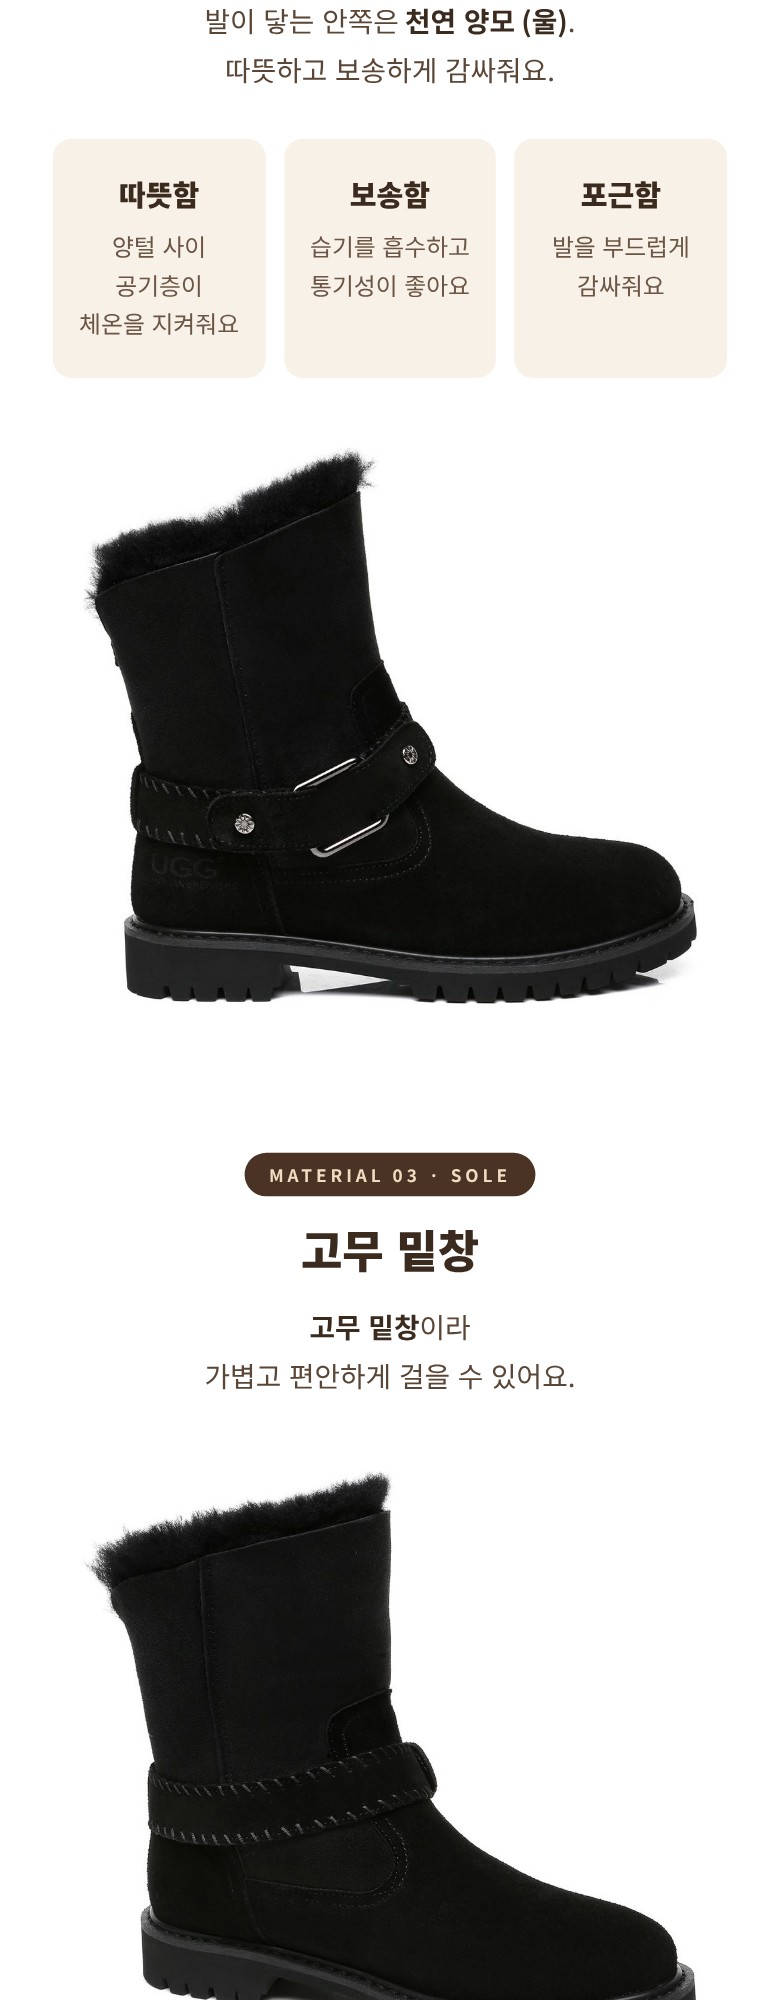 발이 닿는 안쪽은 천연 양모 (울).
따뜻하고 보송하게 감싸줘요.
따뜻함
양털 사이
공기층이
체온을 지켜줘요
보송함
습기를 흡수하고
통기성이 좋아요
포근함
발을 부드럽게
감싸줘요
UGG
MATERIAL 03 · SOLE
고무 밑창
고무 밑창이라
가볍고 편안하게 걸을 수 있어요.